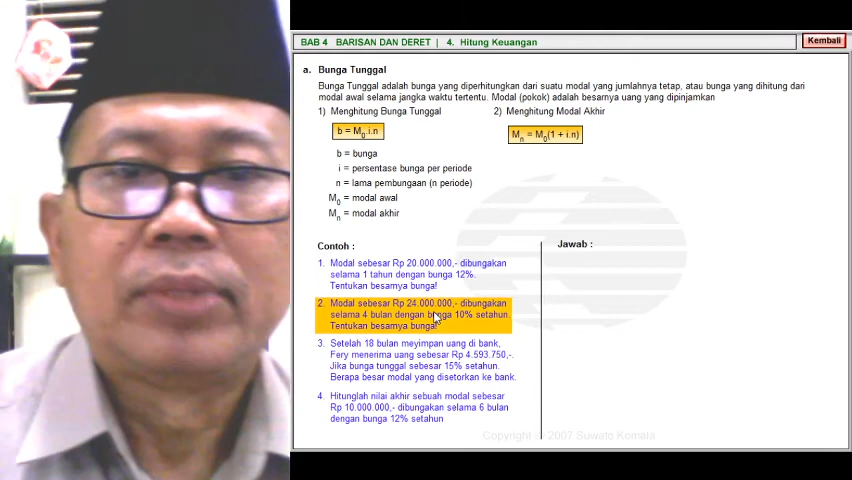 BAB 4 BARISAN DAN DERET | 4. Hitung Keuangan
Kembali
a. Bunga Tunggal
Bunga Tunggal adalah bunga yang diperhitungkan dari suatu modal yang jumlahnya tetap, atau bunga yang dihitung dari
modal awal selama jangka waktu tertentu. Modal (pokok) adalah besarnya uang yang dipinjamkan
1) Menghitung Bunga Tunggal
b = M₀.i.n
b = bunga
i = persentase bunga per periode
n = lama pembungaan (n periode)
M₀ = modal awal
Mₙ = modal akhir
2) Menghitung Modal Akhir
Mₙ = M₀(1 + i.n)
Contoh :
1. Modal sebesar Rp 20.000.000,- dibungakan
selama 1 tahun dengan bunga 12%.
Tentukan besarnya bunga!
2. Modal sebesar Rp 24.000.000,- dibungakan
selama 4 bulan dengan bunga 10% setahun.
Tentukan besarnya bunga!
3. Setelah 18 bulan meyimpan uang di bank,
Fery menerima uang sebesar Rp 4.593.750,-.
Jika bunga tunggal sebesar 15% setahun.
Berapa besar modal yang disetorkan ke bank.
4. Hitunglah nilai akhir sebuah modal sebesar
Rp 10.000.000,- dibungakan selama 6 bulan
dengan bunga 12% setahun
Jawab :
Copyright © 2007 Suwato Komala